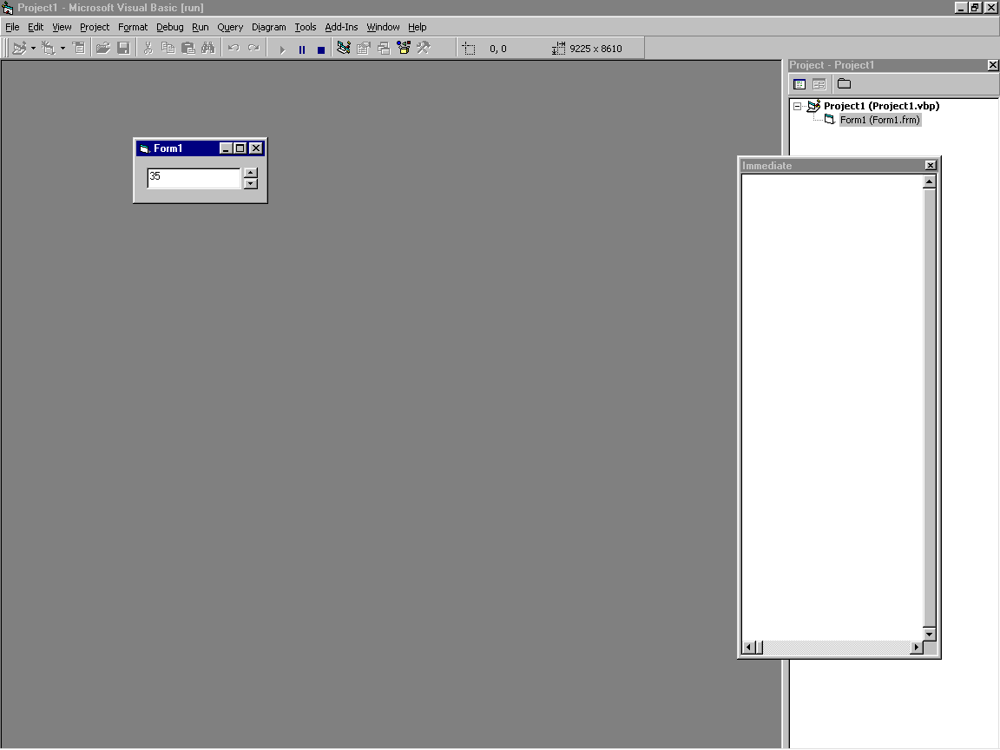 Project1 - Microsoft Visual Basic [run]
File Edit View Project Format Debug Run Query Diagram Tools Add-Ins Window Help
0, 0 9225 x 8610
Project - Project1
Project1 (Project1.vbp)
Form1 (Form1.frm)
Form1
35
Immediate